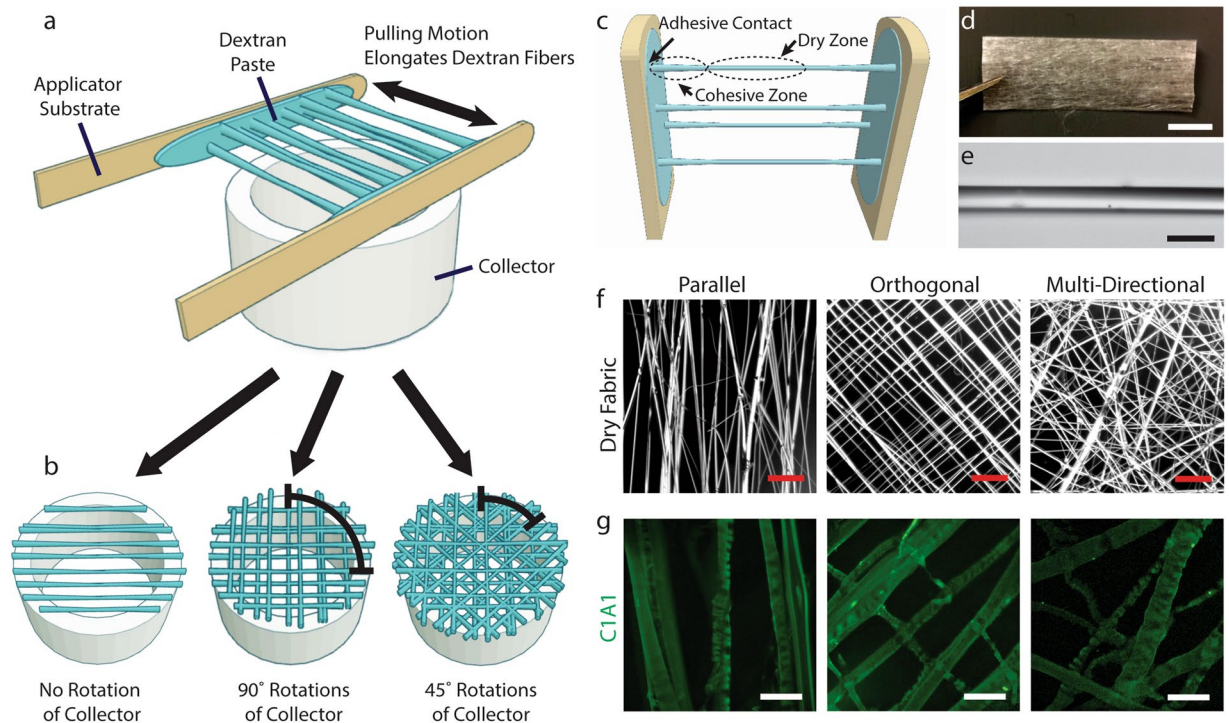 a
Dextran
Paste
Pulling Motion
Elongates Dextran Fibers
Applicator
Substrate
Collector
b
No Rotation
of Collector
90˚ Rotations
of Collector
45˚ Rotations
of Collector
c
Adhesive Contact
Dry Zone
Cohesive Zone
d
e
f
Parallel
Orthogonal
Multi-Directional
Dry Fabric
g
C1A1